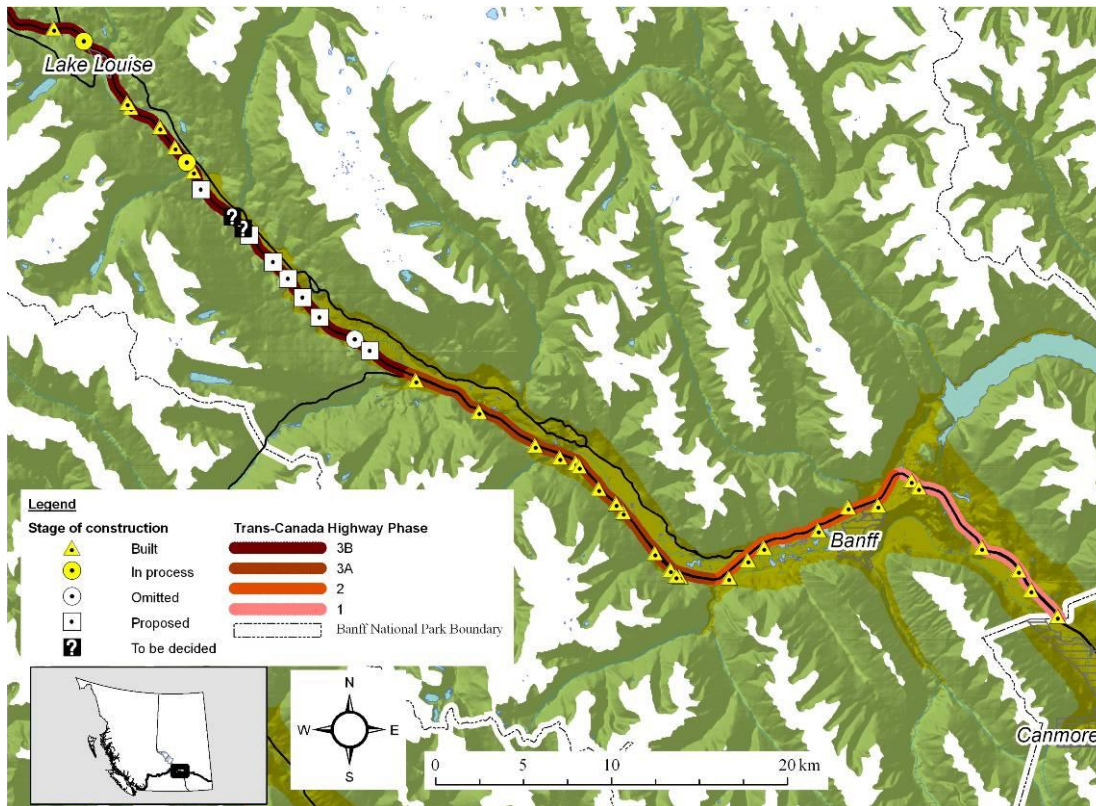 Lake Louise
?
?
Banff
Canmore
Legend
Stage of construction
Built
In process
Omitted
Proposed
? To be decided
Trans-Canada Highway Phase
3B
3A
2
1
Banff National Park Boundary
N
W E
S
0 5 10 20 km